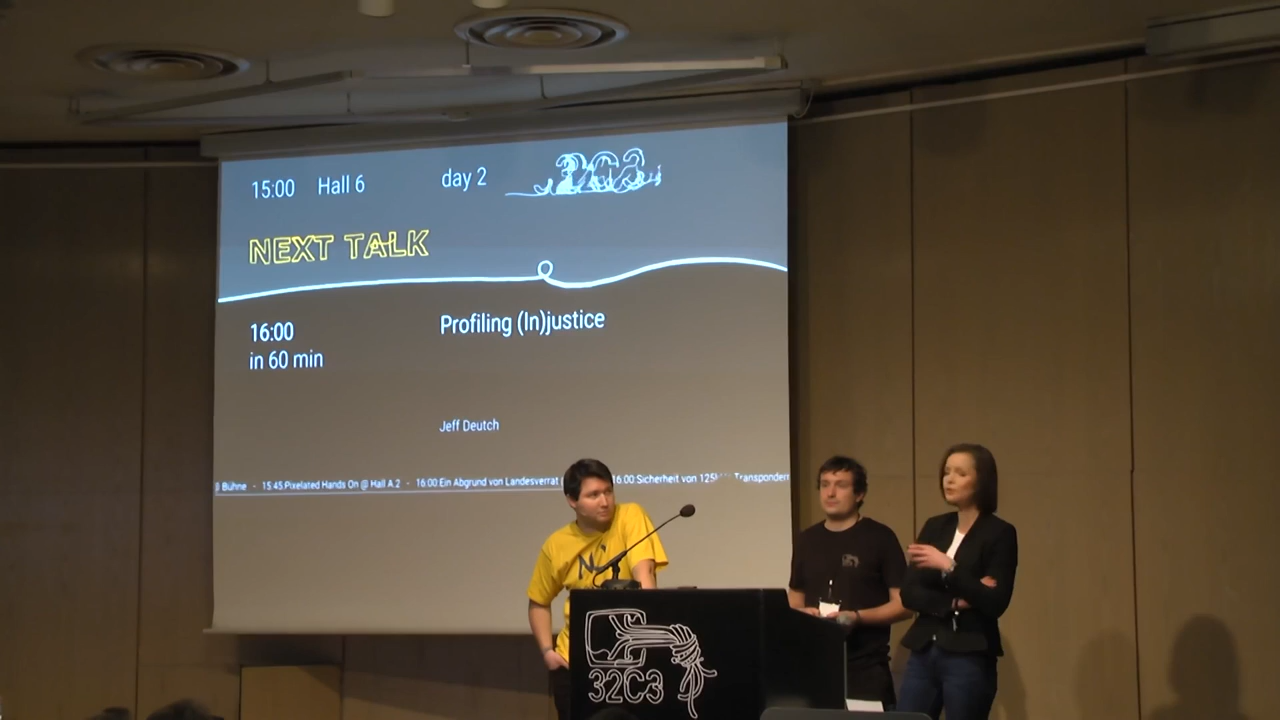 15:00 Hall 6 day 2 32C3
NEXT TALK
16:00 Profiling (In)justice
in 60 min
Jeff Deutch
Bühne - 15:45:Pixelated Hands On @ Hall A.2 - 16:00:Ein Abgrund von Landesverrat 16:00:Sicherheit von Transponder
32C3